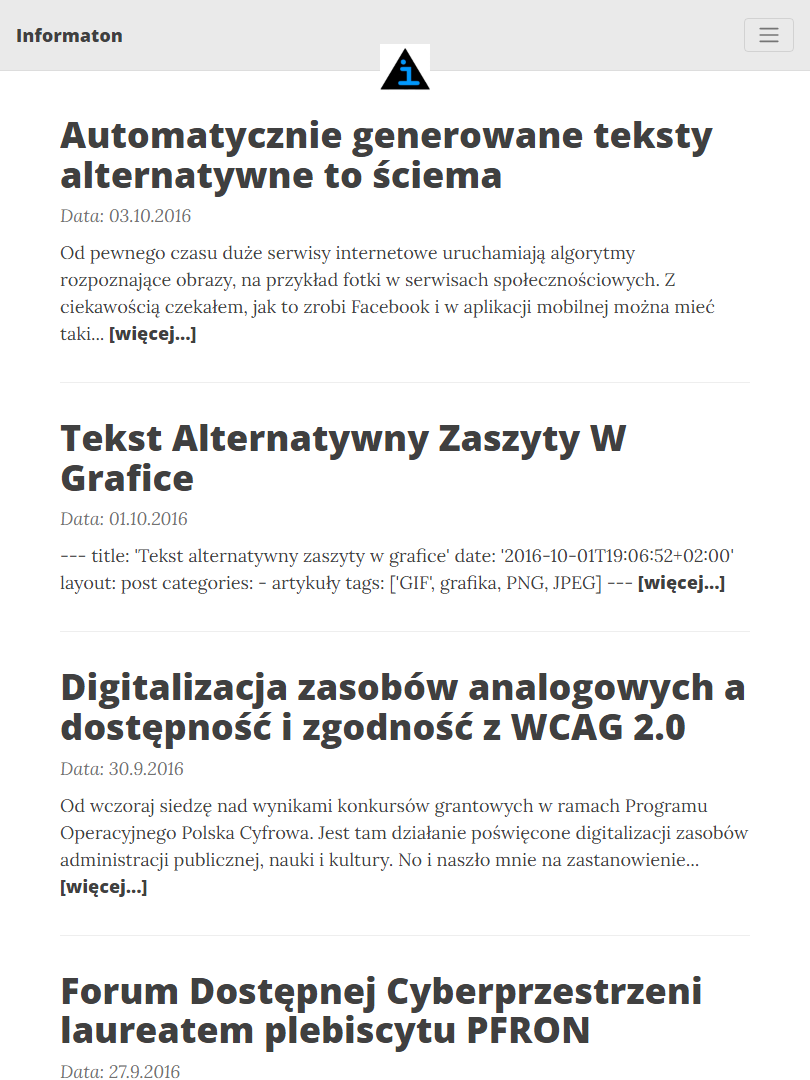 Informaton
i
Automatycznie generowane teksty
alternatywne to ściema
Data: 03.10.2016
Od pewnego czasu duże serwisy internetowe uruchamiają algorytmy
rozpoznające obrazy, na przykład fotki w serwisach społecznościowych. Z
ciekawością czekałem, jak to zrobi Facebook i w aplikacji mobilnej można mieć
taki... [więcej...]
Tekst Alternatywny Zaszyty W
Grafice
Data: 01.10.2016
--- title: 'Tekst alternatywny zaszyty w grafice' date: '2016-10-01T19:06:52+02:00'
layout: post categories: - artykuły tags: ['GIF', grafika, PNG, JPEG] --- [więcej...]
Digitalizacja zasobów analogowych a
dostępność i zgodność z WCAG 2.0
Data: 30.9.2016
Od wczoraj siedzę nad wynikami konkursów grantowych w ramach Programu
Operacyjnego Polska Cyfrowa. Jest tam działanie poświęcone digitalizacji zasobów
administracji publicznej, nauki i kultury. No i naszło mnie na zastanowienie...
[więcej...]
Forum Dostępnej Cyberprzestrzeni
laureatem plebiscytu PFRON
Data: 27.9.2016